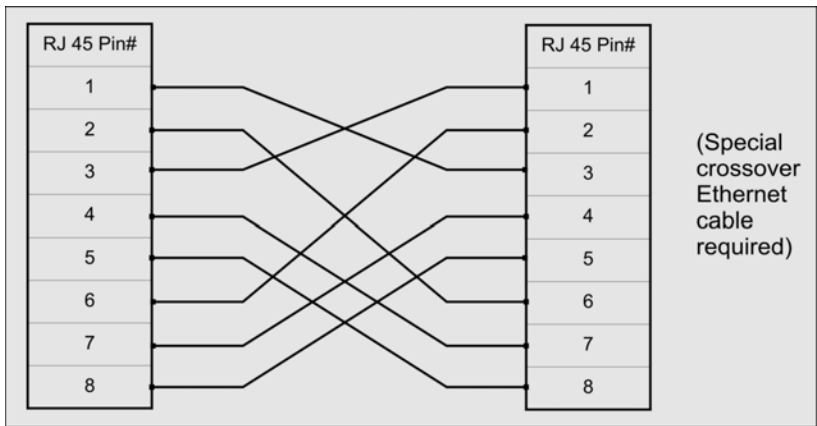 RJ 45 Pin#
1
2
3
4
5
6
7
8
RJ 45 Pin#
1
2
3
4
5
6
7
8
(Special
crossover
Ethernet
cable
required)